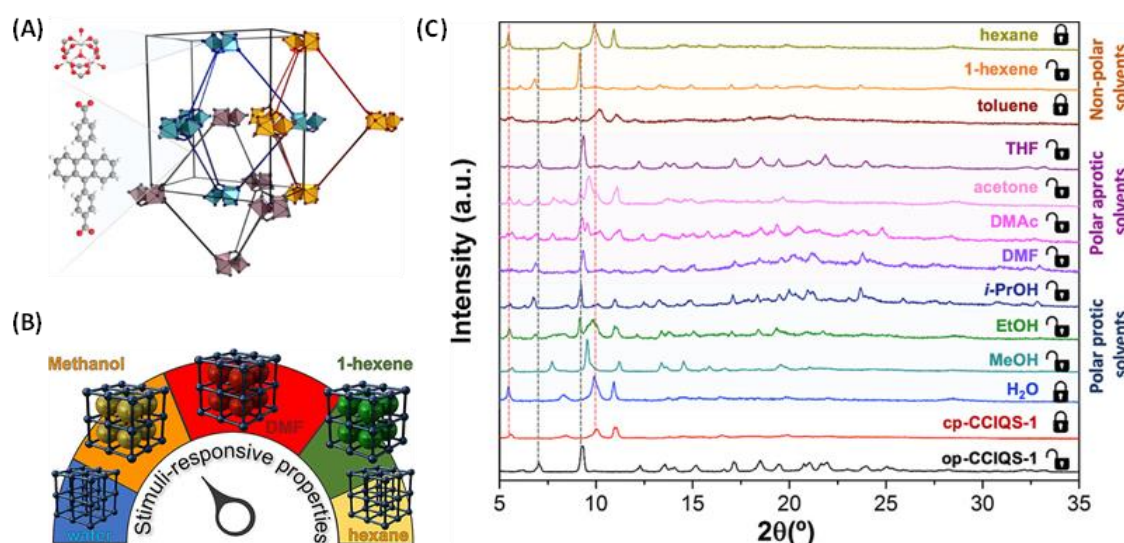 (A)
(B)
Methanol
1-hexene
DMF
water
hexane
Stimuli-responsive properties
(C)
Intensity (a.u.)
hexane
1-hexene
toluene
THF
acetone
DMAc
DMF
i-PrOH
EtOH
MeOH
H₂O
cp-CCIQS-1
op-CCIQS-1
Non-polar
solvents
Polar aprotic
solvents
Polar protic
solvents
5 10 15 20 25 30 35
2θ(º)